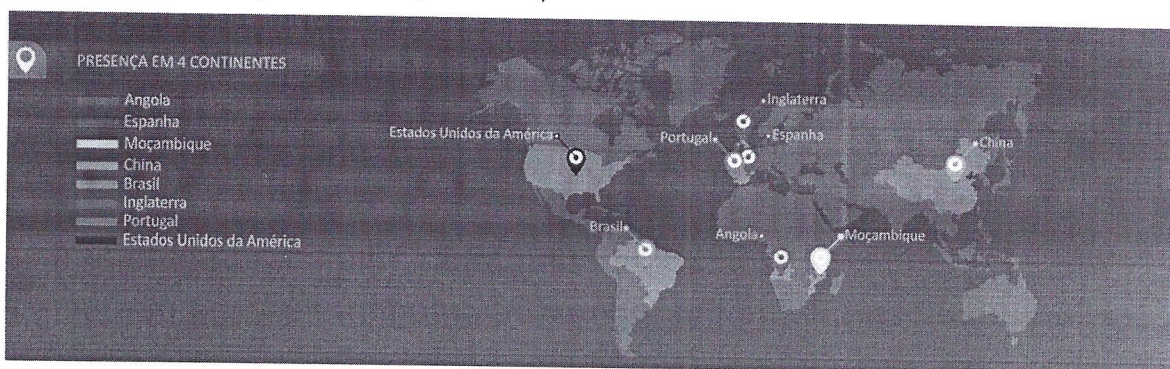 PRESENÇA EM 4 CONTINENTES
Angola
Espanha
Moçambique
China
Brasil
Inglaterra
Portugal
Estados Unidos da América
Inglaterra
Estados Unidos da América
Portugal
Espanha
China
Brasil
Angola
Moçambique